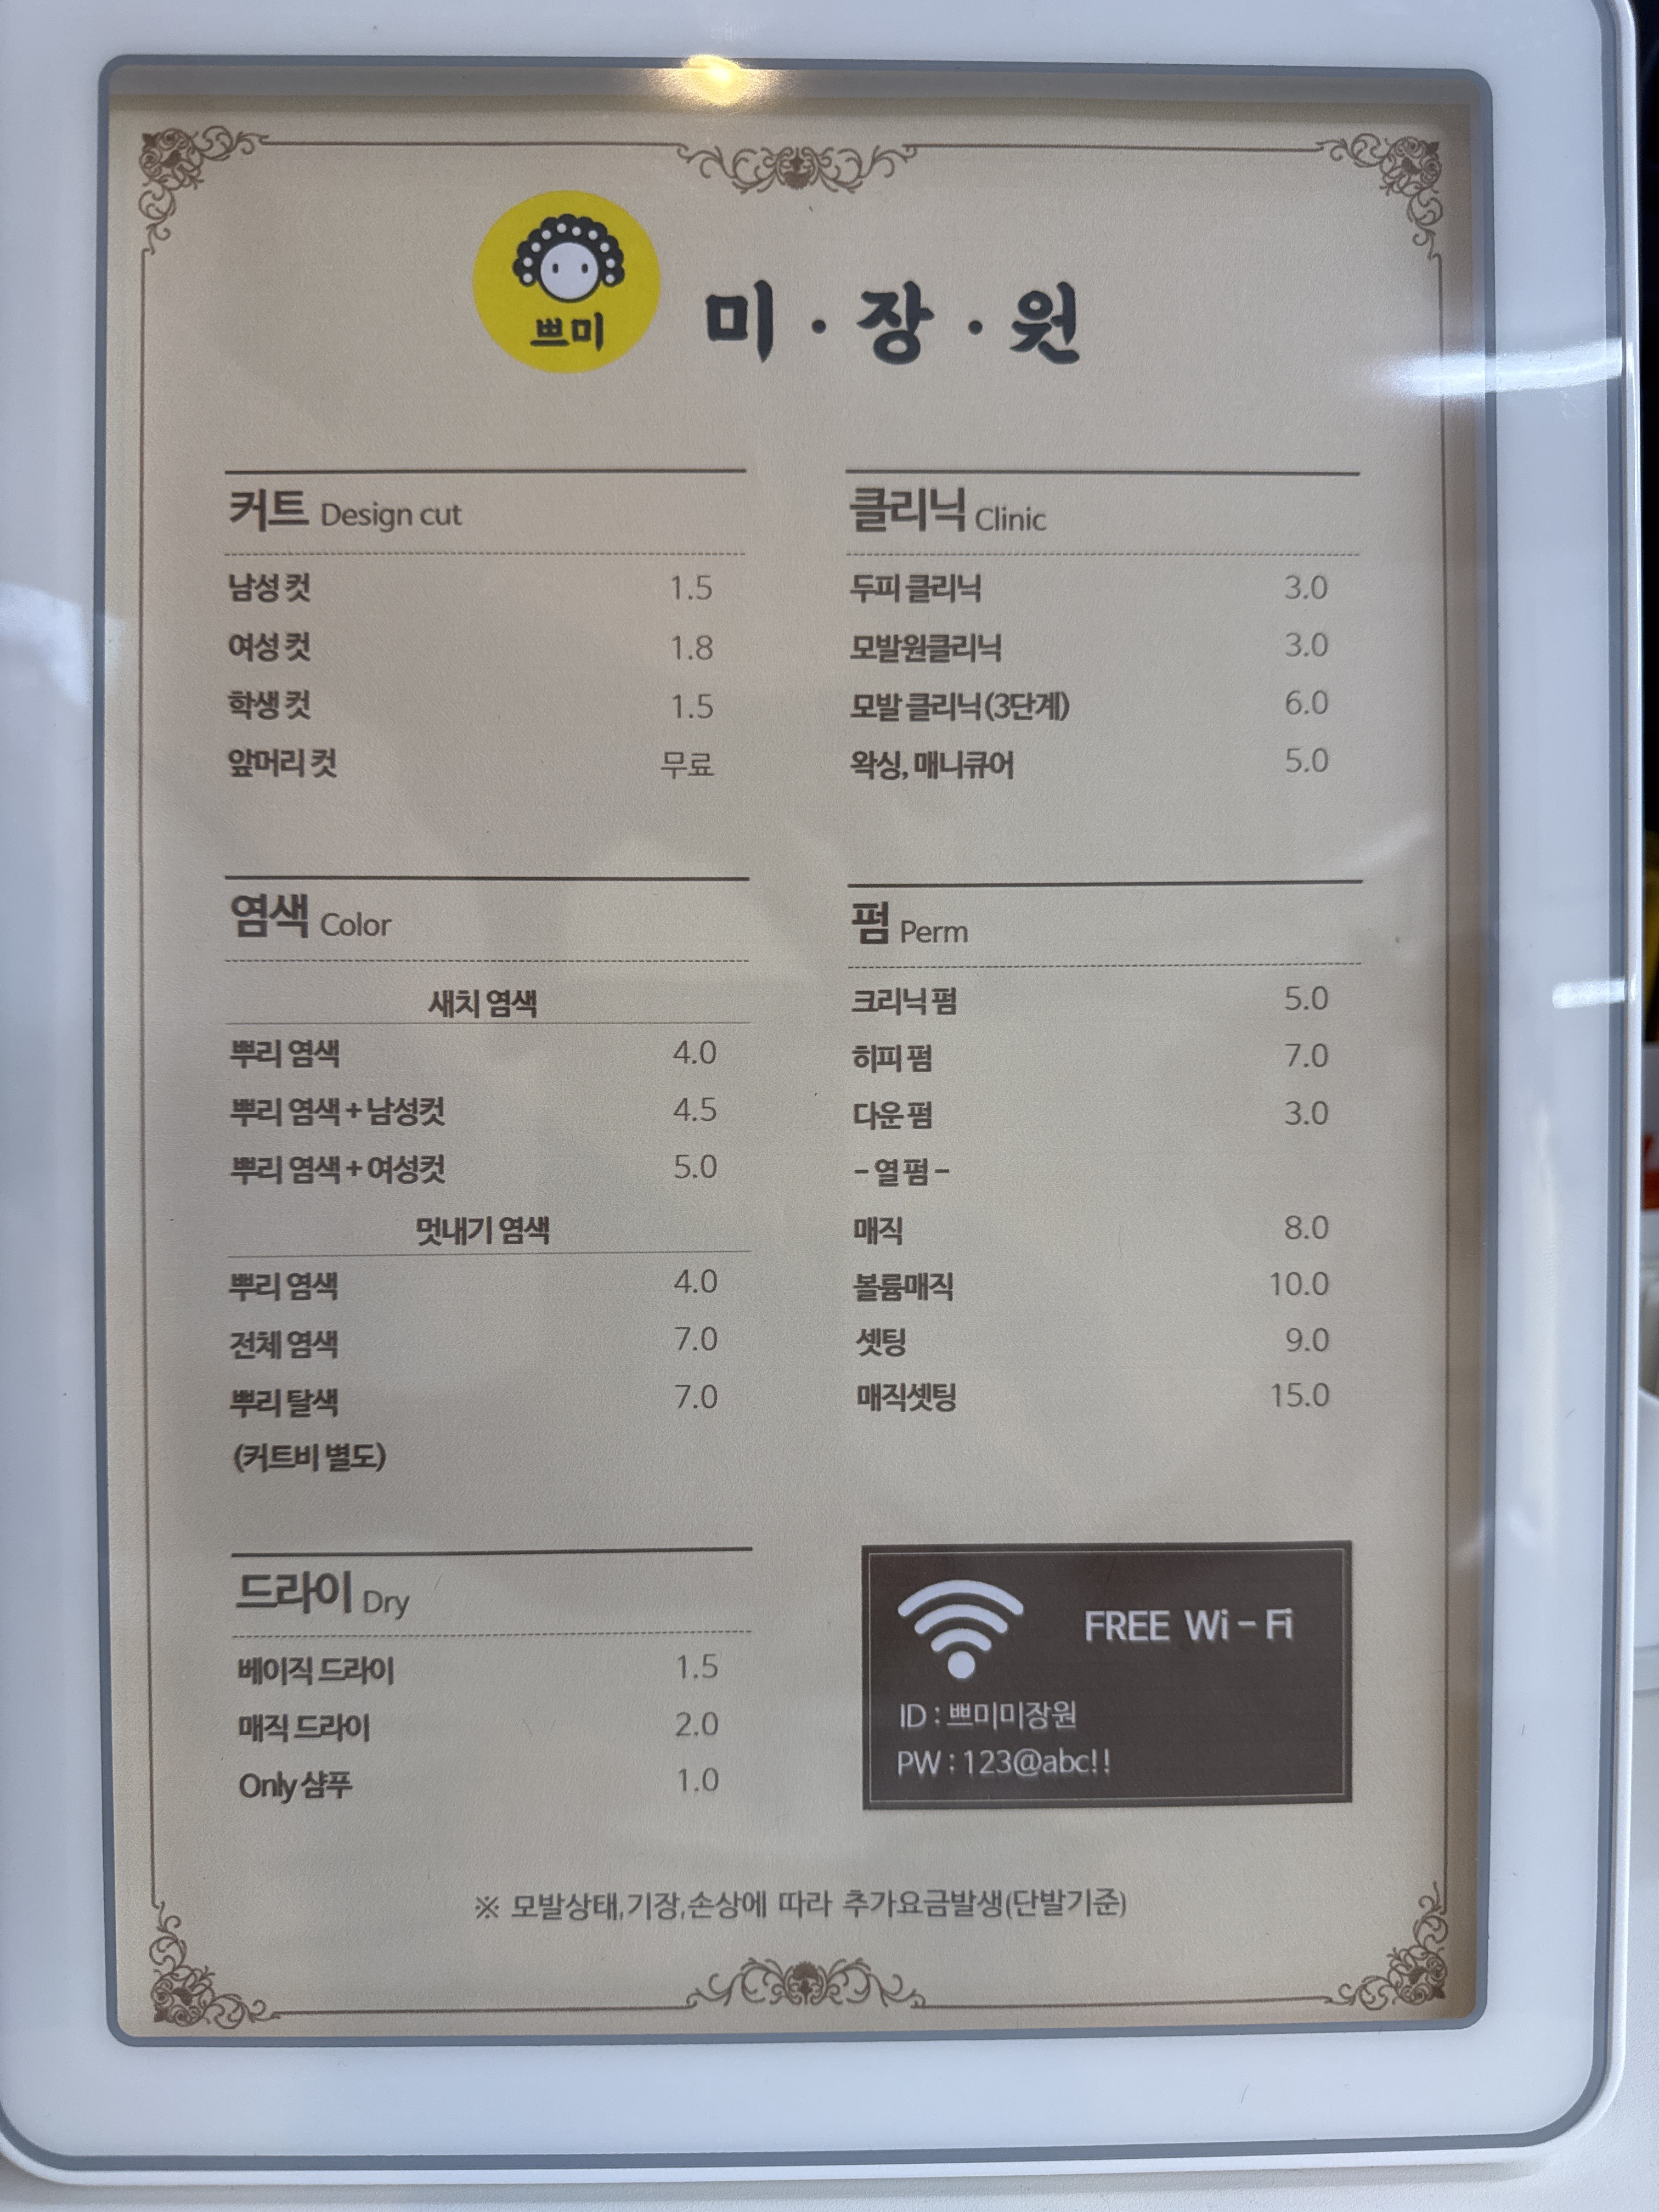 쁘미
미·장·원
커트 Design cut
남성 컷 1.5
여성 컷 1.8
학생 컷 1.5
앞머리 컷 무료
클리닉 Clinic
두피 클리닉 3.0
모발원클리닉 3.0
모발 클리닉(3단계) 6.0
왁싱, 매니큐어 5.0
염색 Color
새치 염색
뿌리 염색 4.0
뿌리 염색 + 남성컷 4.5
뿌리 염색 + 여성컷 5.0
멋내기 염색
뿌리 염색 4.0
전체 염색 7.0
뿌리 탈색 7.0
(커트비 별도)
펌 Perm
크리닉 펌 5.0
히피 펌 7.0
다운 펌 3.0
- 열 펌 -
매직 8.0
볼륨매직 10.0
셋팅 9.0
매직셋팅 15.0
드라이 Dry
베이직 드라이 1.5
매직 드라이 2.0
Only 샴푸 1.0
FREE Wi - Fi
ID : 쁘미미장원
PW : 123@abc!!
※ 모발상태,기장,손상에 따라 추가요금발생(단발기준)